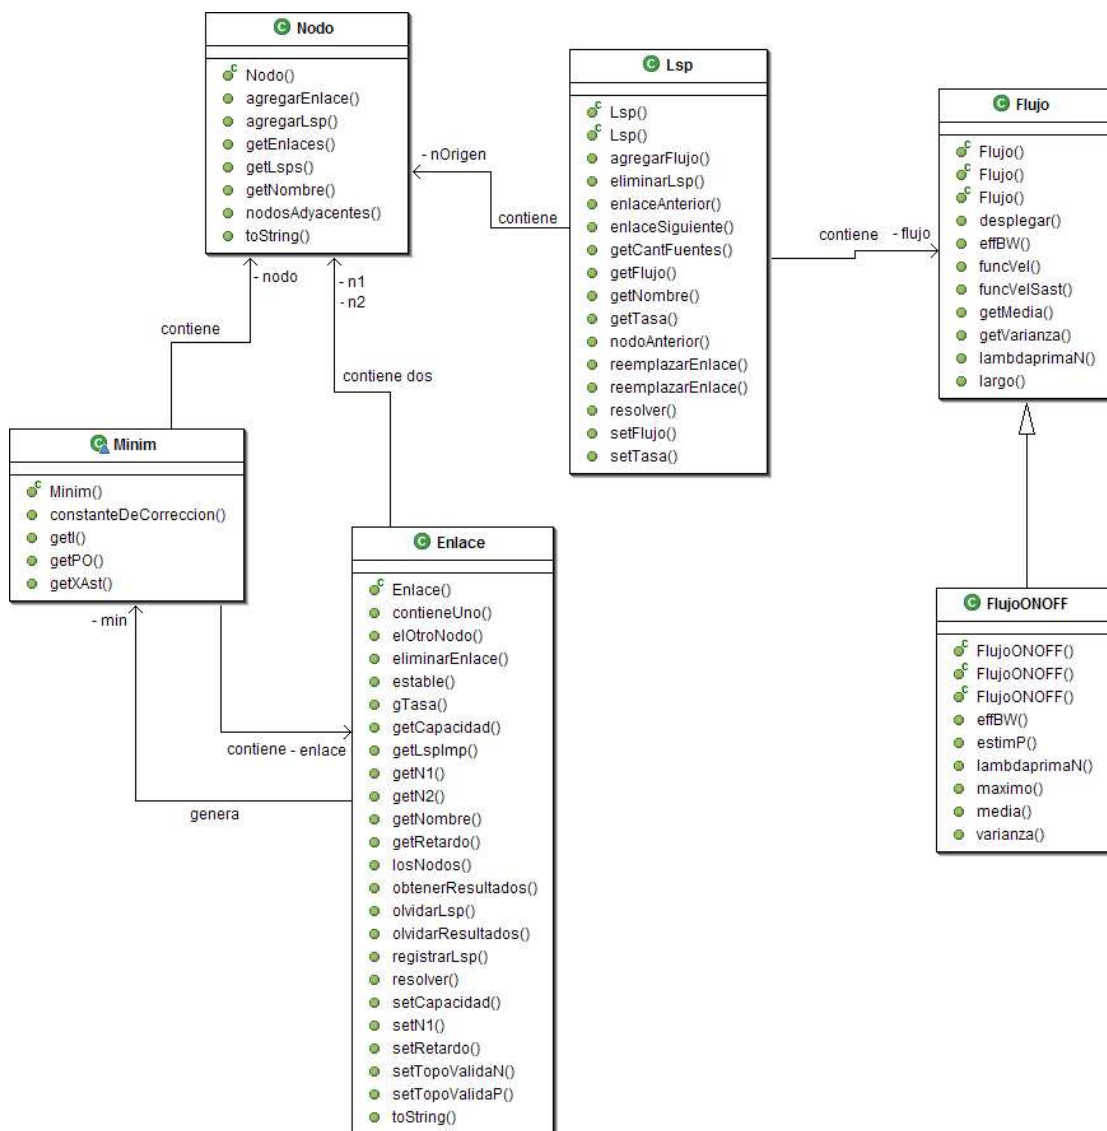 Nodo
Nodo()
agregarEnlace()
agregarLsp()
getEnlaces()
getLsps()
getNombre()
nodosAdyacentes()
toString()
Lsp
Lsp()
Lsp()
agregarFlujo()
eliminarLsp()
enlaceAnterior()
enlaceSiguiente()
getCantFuentes()
getFlujo()
getNombre()
getTasa()
nodoAnterior()
reemplazarEnlace()
reemplazarEnlace()
resolver()
setFlujo()
setTasa()
Flujo
Flujo()
Flujo()
Flujo()
desplegar()
effBW()
funcVel()
funcVelSast()
getMedia()
getVarianza()
lambdaprimaN()
largo()
- nOrigen
contiene
contiene - flujo
- nodo
- n1
- n2
contiene
contiene dos
Minim
Minim()
constanteDeCorreccion()
getI()
getPO()
getXAst()
- min
contiene - enlace
genera
Enlace
Enlace()
contieneUno()
elOtroNodo()
eliminarEnlace()
estable()
gTasa()
getCapacidad()
getLspImp()
getN1()
getN2()
getNombre()
getRetardo()
losNodos()
obtenerResultados()
olvidarLsp()
olvidarResultados()
registrarLsp()
resolver()
setCapacidad()
setN1()
setRetardo()
setTopoValidaN()
setTopoValidaP()
toString()
FlujoONOFF
FlujoONOFF()
FlujoONOFF()
FlujoONOFF()
effBW()
estimP()
lambdaprimaN()
maximo()
media()
varianza()